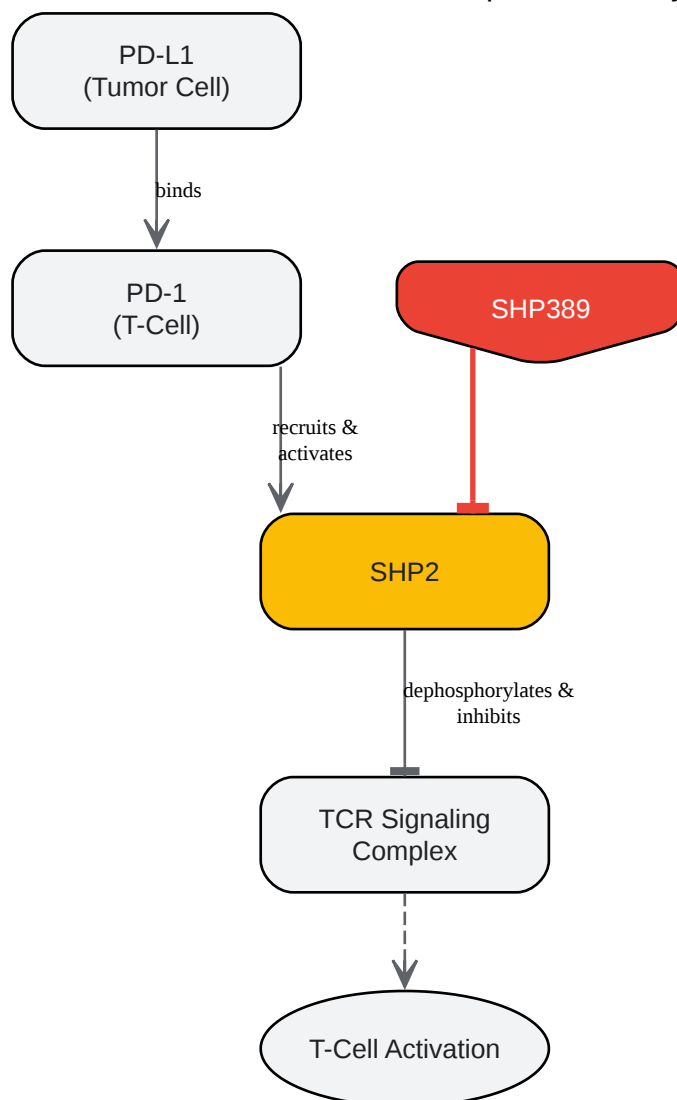 PD-L1
(Tumor Cell)
binds
PD-1
(T-Cell)
SHP389
recruits &
activates
SHP2
dephosphorylates &
inhibits
TCR Signaling
Complex
T-Cell Activation